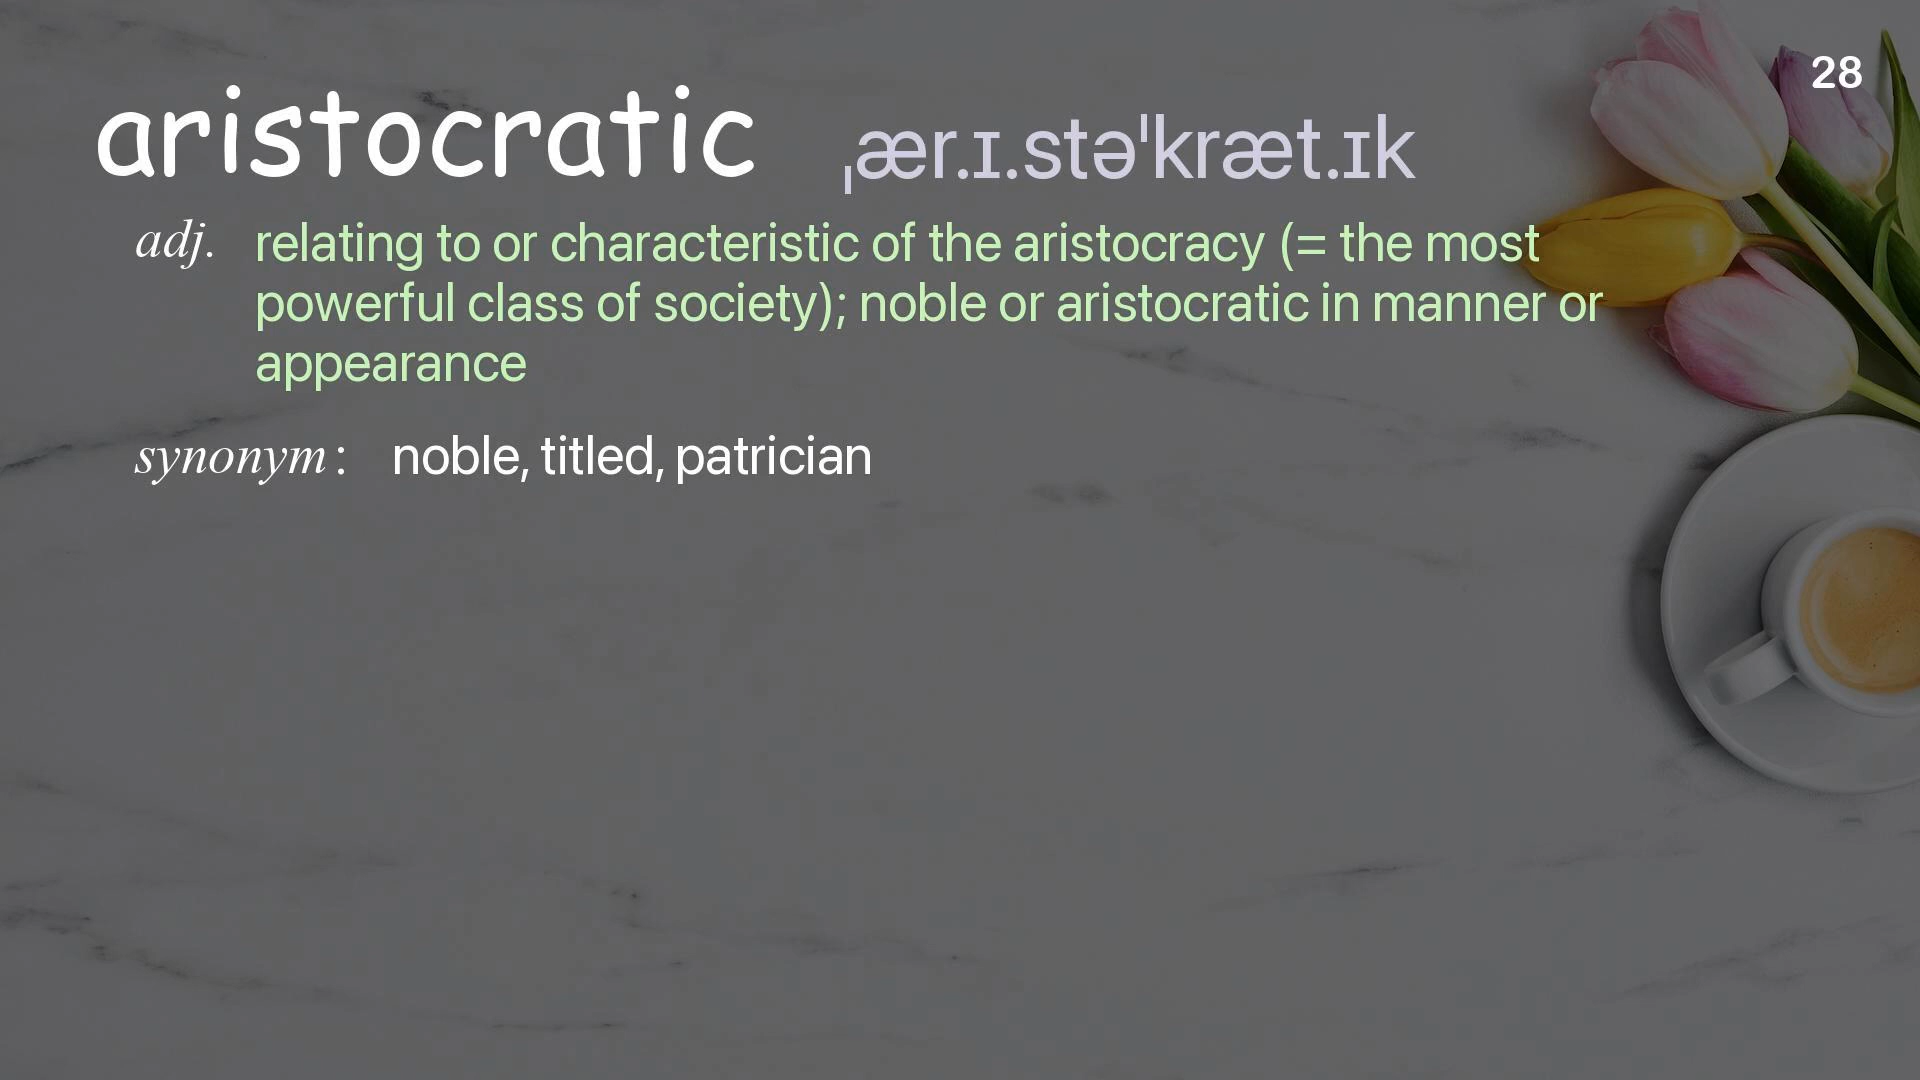 28
aristocratic ˌær.ɪ.stəˈkræt.ɪk
adj. relating to or characteristic of the aristocracy (= the most
powerful class of society); noble or aristocratic in manner or
appearance
synonym: noble, titled, patrician